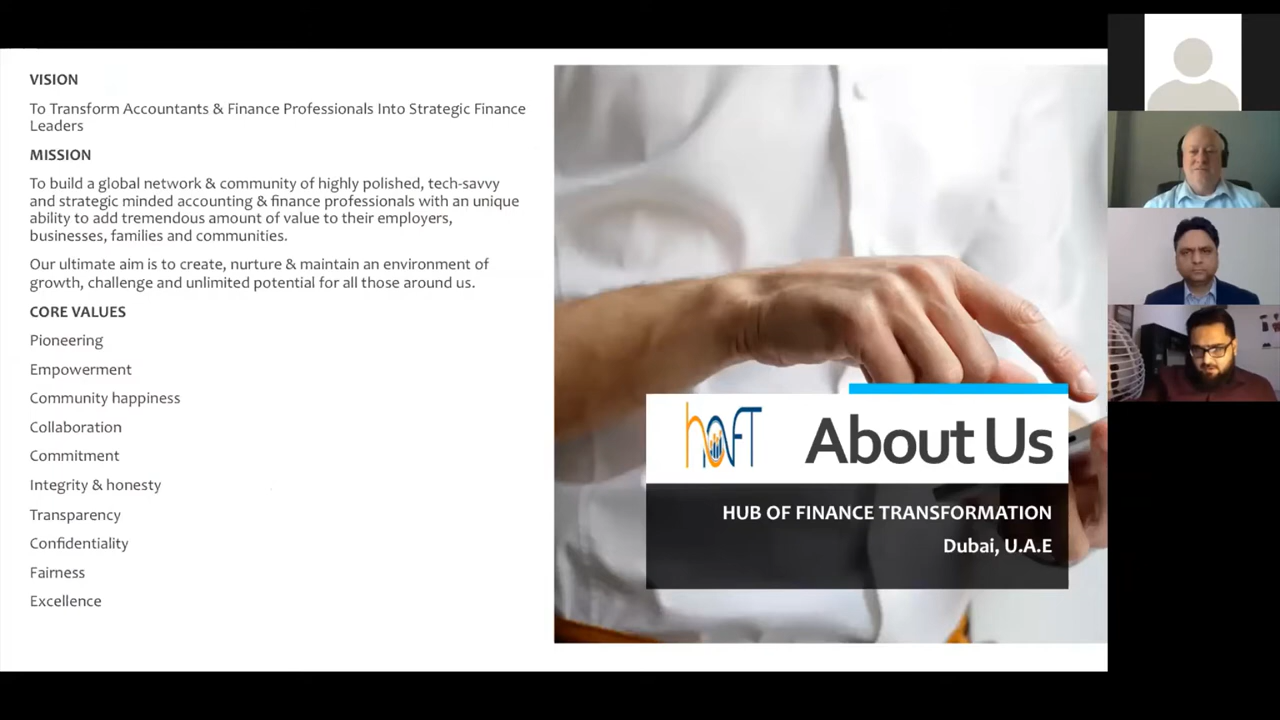 VISION
To Transform Accountants & Finance Professionals Into Strategic Finance
Leaders
MISSION
To build a global network & community of highly polished, tech-savvy
and strategic minded accounting & finance professionals with an unique
ability to add tremendous amount of value to their employers,
businesses, families and communities.
Our ultimate aim is to create, nurture & maintain an environment of
growth, challenge and unlimited potential for all those around us.
CORE VALUES
Pioneering
Empowerment
Community happiness
Collaboration
Commitment
Integrity & honesty
Transparency
Confidentiality
Fairness
Excellence
hoFT
About Us
HUB OF FINANCE TRANSFORMATION
Dubai, U.A.E